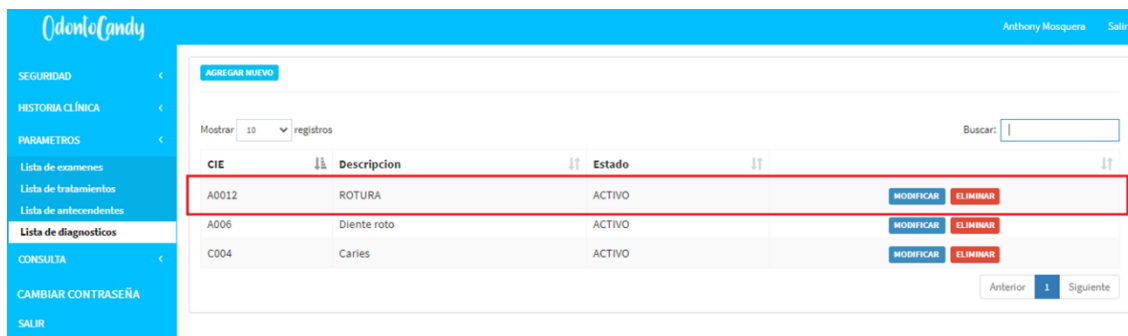 OdontoCandy
Anthony Mosquera Salir
SEGURIDAD
HISTORIA CLÍNICA
PARAMETROS
Lista de examenes
Lista de tratamientos
Lista de antecendentes
Lista de diagnosticos
CONSULTA
CAMBIAR CONTRASEÑA
SALIR
AGREGAR NUEVO
Mostrar 10 registros
Buscar:
CIE Descripcion Estado
A0012 ROTURA ACTIVO MODIFICAR ELIMINAR
A006 Diente roto ACTIVO MODIFICAR ELIMINAR
C004 Caries ACTIVO MODIFICAR ELIMINAR
Anterior 1 Siguiente